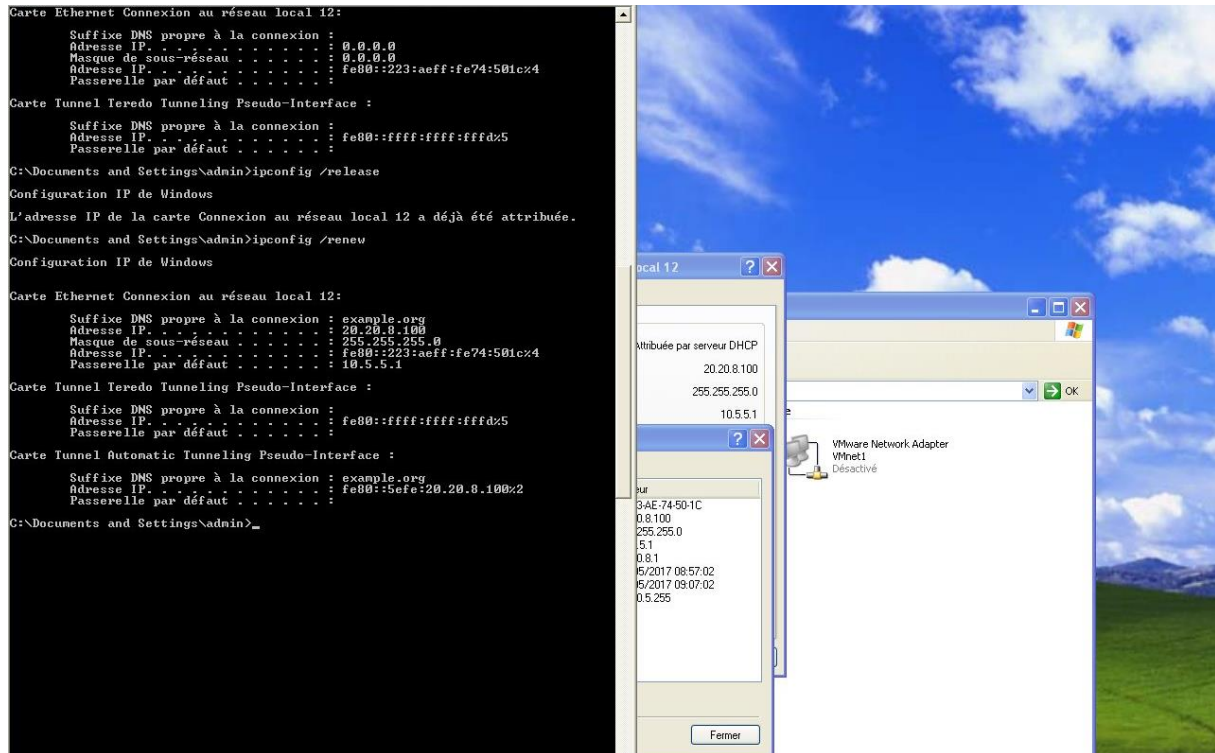 Carte Ethernet Connexion au réseau local 12:
Suffixe DNS propre à la connexion :
Adresse IP. . . . . . . . . . . . : 0.0.0.0
Masque de sous-réseau . . . . . . : 0.0.0.0
Adresse IP. . . . . . . . . . . . : fe80::223:aeff:fe74:501c%4
Passerelle par défaut . . . . . . :
Carte Tunnel Teredo Tunneling Pseudo-Interface :
Suffixe DNS propre à la connexion :
Adresse IP. . . . . . . . . . . . : fe80::ffff:ffff:fffd%5
Passerelle par défaut . . . . . . :
C:\Documents and Settings\admin>ipconfig /release
Configuration IP de Windows
L'adresse IP de la carte Connexion au réseau local 12 a déjà été attribuée.
C:\Documents and Settings\admin>ipconfig /renew
Configuration IP de Windows
Carte Ethernet Connexion au réseau local 12:
Suffixe DNS propre à la connexion : example.org
Adresse IP. . . . . . . . . . . . : 20.20.8.100
Masque de sous-réseau . . . . . . : 255.255.255.0
Adresse IP. . . . . . . . . . . . : fe80::223:aeff:fe74:501c%4
Passerelle par défaut . . . . . . : 10.5.5.1
Carte Tunnel Teredo Tunneling Pseudo-Interface :
Suffixe DNS propre à la connexion :
Adresse IP. . . . . . . . . . . . : fe80::ffff:ffff:fffd%5
Passerelle par défaut . . . . . . :
Carte Tunnel Automatic Tunneling Pseudo-Interface :
Suffixe DNS propre à la connexion : example.org
Adresse IP. . . . . . . . . . . . : fe80::5efe:20.20.8.100%2
Passerelle par défaut . . . . . . :
C:\Documents and Settings\admin>_
ocal 12
Attribuée par serveur DHCP
20.20.8.100
255.255.255.0
10.5.5.1
eur
3-AE-74-50-1C
0.8.100
255.255.0
.5.1
0.8.1
05/2017 08:57:02
05/2017 09:07:02
0.5.255
Fermer
OK
VMware Network Adapter
VMnet1
Désactivé